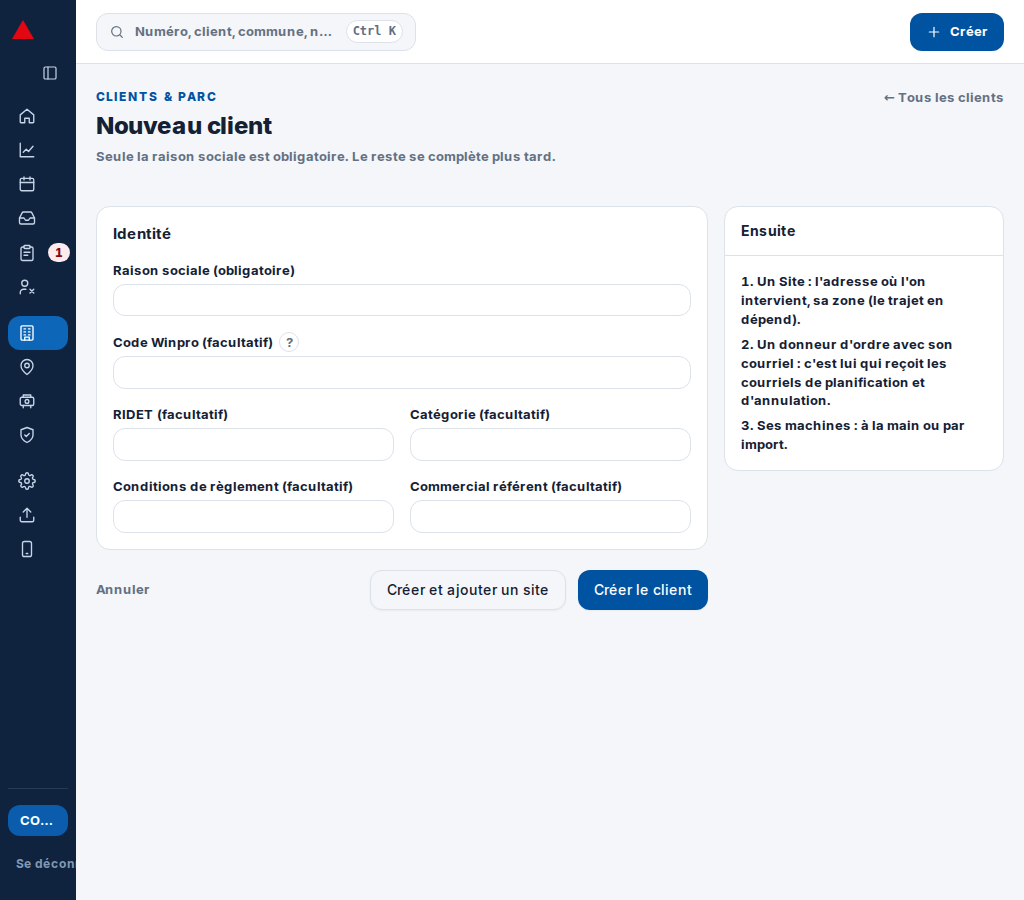 Numéro, client, commune, n... Ctrl K
Créer
CLIENTS & PARC
← Tous les clients
Nouveau client
Seule la raison sociale est obligatoire. Le reste se complète plus tard.
1
Identité
Raison sociale (obligatoire)
Code Winpro (facultatif) ?
RIDET (facultatif)
Catégorie (facultatif)
Conditions de règlement (facultatif)
Commercial référent (facultatif)
Ensuite
1. Un Site : l'adresse où l'on
intervient, sa zone (le trajet en
dépend).
2. Un donneur d'ordre avec son
courriel : c'est lui qui reçoit les
courriels de planification et
d'annulation.
3. Ses machines : à la main ou par
import.
Annuler
Créer et ajouter un site
Créer le client
CO...
Se décon